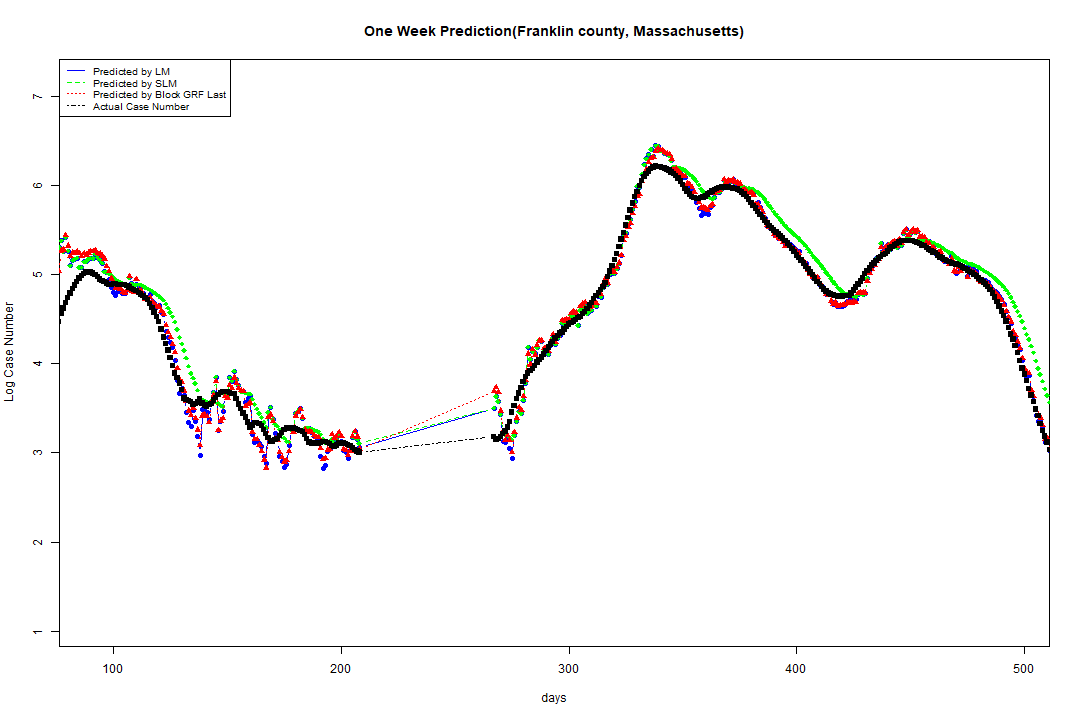 One Week Prediction(Franklin county, Massachusetts)
Predicted by LM
Predicted by SLM
Predicted by Block GRF Last
Actual Case Number
7
6
5
4
3
2
1
Log Case Number
100
200
300
400
500
days